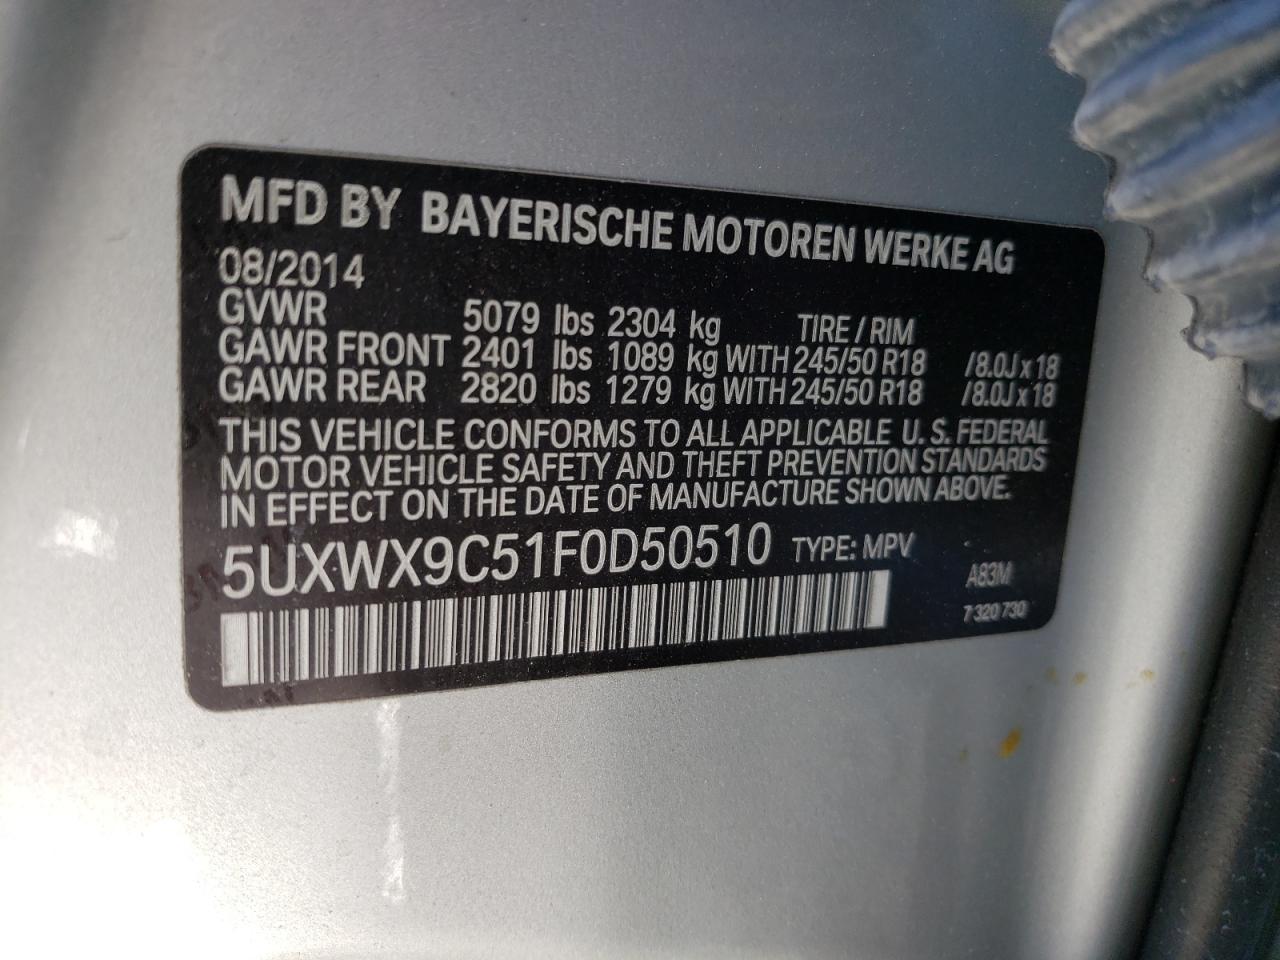 MFD BY BAYERISCHE MOTOREN WERKE AG
08/2014
GVWR 5079 lbs 2304 kg TIRE / RIM
GAWR FRONT 2401 lbs 1089 kg WITH 245/50 R18 /8.0J x 18
GAWR REAR 2820 lbs 1279 kg WITH 245/50 R18 /8.0J x 18
THIS VEHICLE CONFORMS TO ALL APPLICABLE U. S. FEDERAL
MOTOR VEHICLE SAFETY AND THEFT PREVENTION STANDARDS
IN EFFECT ON THE DATE OF MANUFACTURE SHOWN ABOVE.
5UXWX9C51F0D50510 TYPE: MPV
A83M
7 320 730